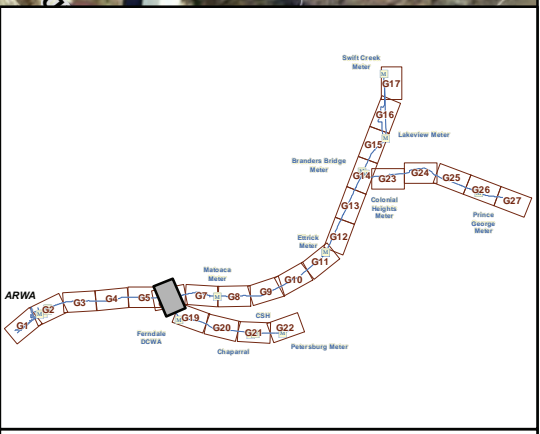 Swift Creek
Meter
G17
G16
Lakeview Meter
G15
Branders Bridge
Meter
G14
G23
G24
G25
G26
G27
Colonial
Heights
Meter
Prince
George
Meter
G13
G12
Ettrick
Meter
G11
G10
G9
Matoaca
Meter
G8
G7
ARWA
G1
G2
G3
G4
G5
G19
G20
G21
G22
CSH
Ferndale
DCWA
Chaparral
Petersburg Meter